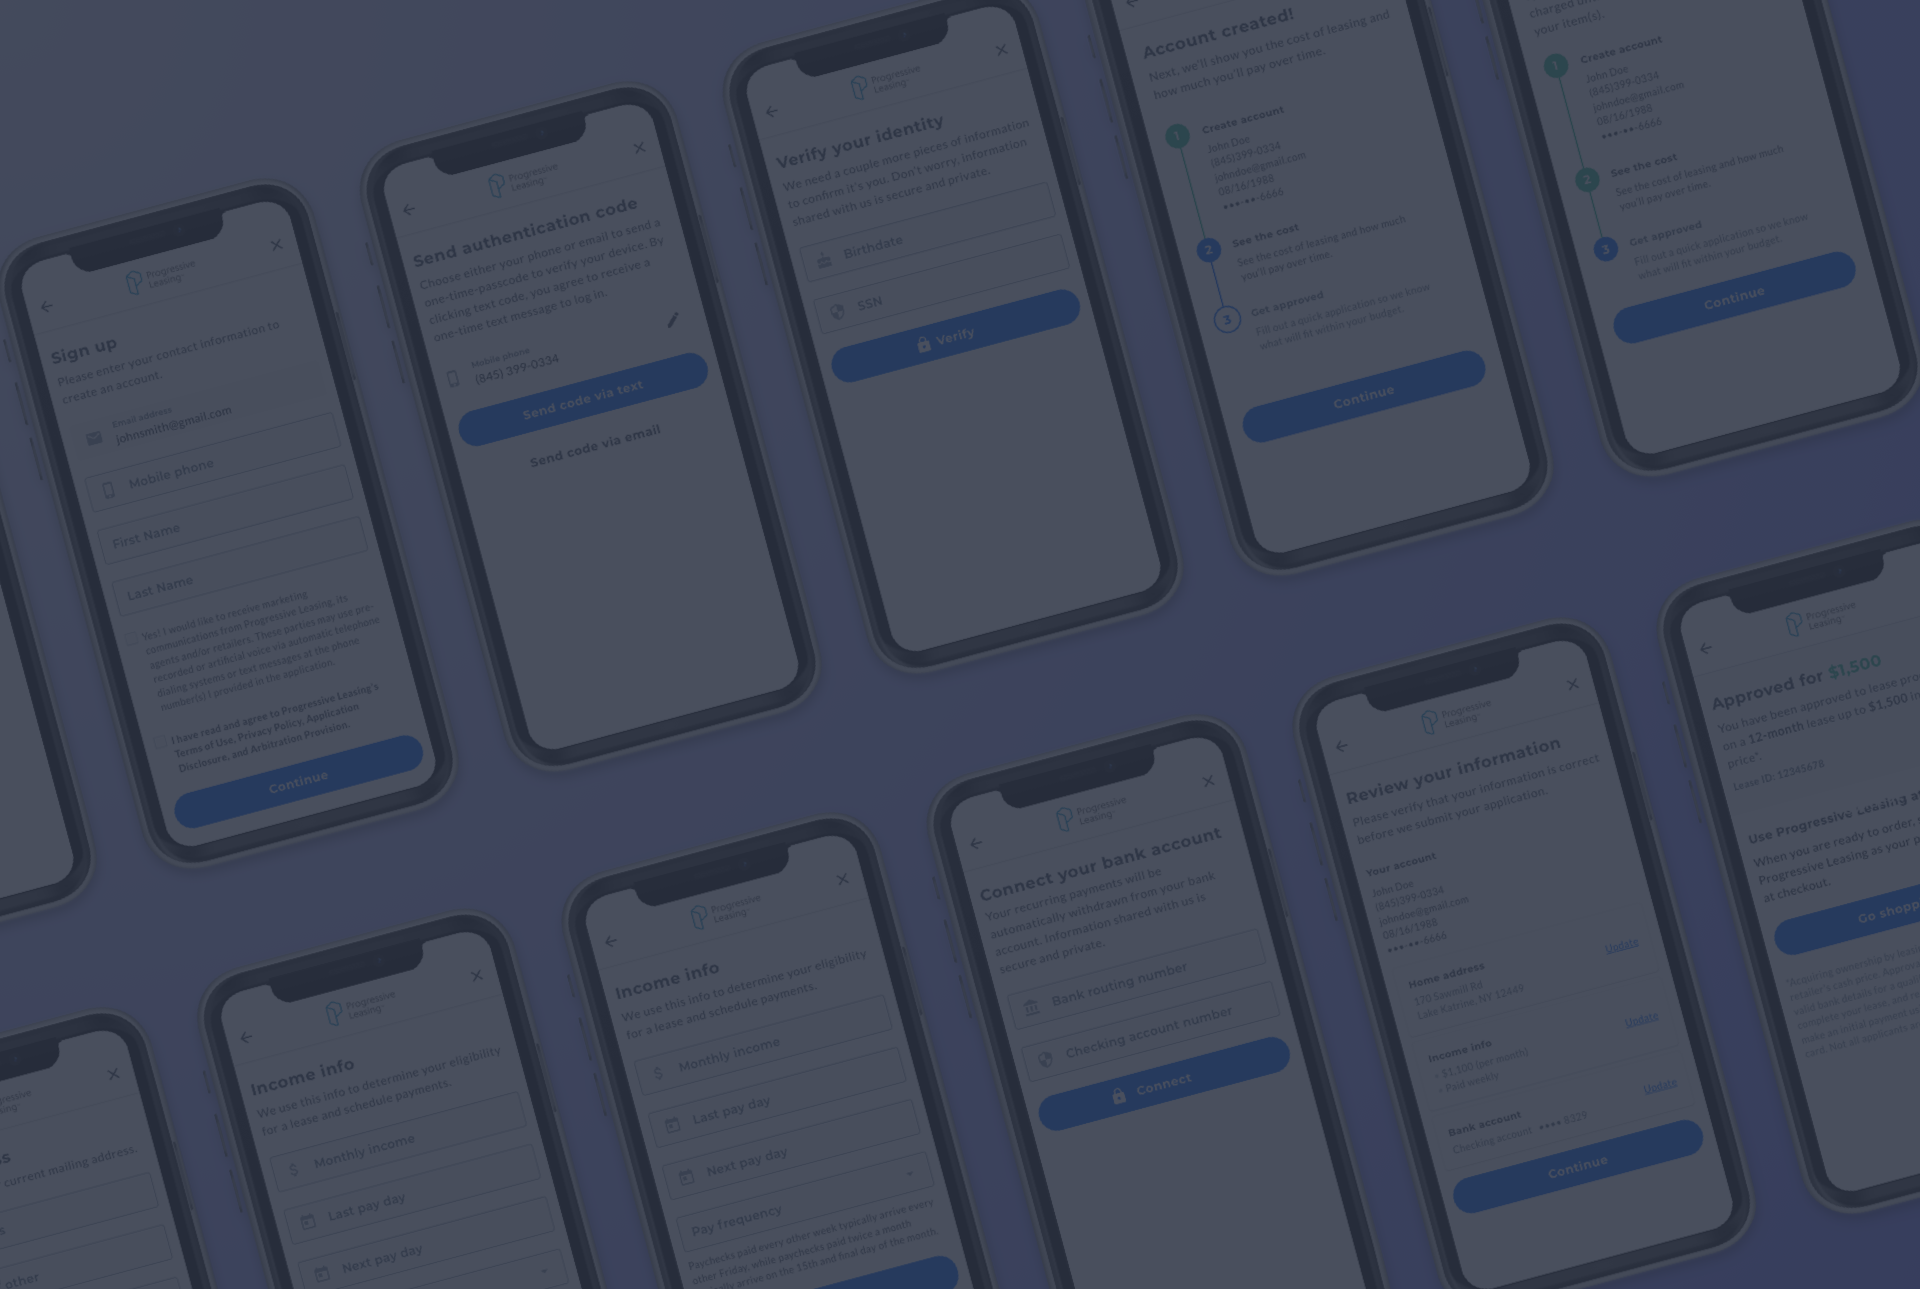 Progressive
Leasing
Sign up
Please enter your contact information to
create an account.
Email address
johnsmith@gmail.com
Mobile phone
First Name
Last Name
Yes! I would like to receive marketing
communications from Progressive Leasing, its
agents and/or retailers. These parties may use pre-
recorded or artificial voice via automatic telephone
dialing systems or text messages at the phone
number(s) I provided in the application.
I have read and agree to Progressive Leasing's
Terms of Use, Privacy Policy, Application
Disclosure, and Arbitration Provision.
Continue
Progressive
Leasing
Send authentication code
Choose either your phone or email to send a
one-time-passcode to verify your device. By
clicking text code, you agree to receive a
one-time text message to log in.
Mobile phone
(845) 399-0334
Send code via text
Send code via email
Progressive
Leasing
Verify your identity
We need a couple more pieces of information
to confirm it's you. Don't worry, information
shared with us is secure and private.
Birthdate
SSN
Verify
Account created!
Next, we'll show you the cost of leasing and
how much you'll pay over time.
1
Create account
John Doe
(845)399-0334
johndoe@gmail.com
08/16/1988
•••-••-6666
2
See the cost
See the cost of leasing and how much
you'll pay over time.
3
Get approved
Fill out a quick application so we know
what will fit within your budget.
Continue
charged
your item(s).
1
Create account
John Doe
(845)399-0334
johndoe@gmail.com
08/16/1988
•••-••-6666
2
See the cost
See the cost of leasing and how much
you'll pay over time.
3
Get approved
Fill out a quick application so we know
what will fit within your budget.
Continue
current mailing address.
other
Progressive
Leasing
Income info
We use this info to determine your eligibility
for a lease and schedule payments.
$
Monthly income
Last pay day
Next pay day
Progressive
Leasing
Income info
We use this info to determine your eligibility
for a lease and schedule payments.
$
Monthly income
Last pay day
Next pay day
Pay frequency
Paychecks paid every other week typically arrive every
other Friday, while paychecks paid twice a month
arrive on the 15th and final day of the month.
Progressive
Leasing
Connect your bank account
Your recurring payments will be
automatically withdrawn from your bank
account. Information shared with us is
secure and private.
Bank routing number
Checking account number
Connect
Progressive
Leasing
Review your information
Please verify that your information is correct
before we submit your application.
Your account
John Doe
(845)399-0334
johndoe@gmail.com
08/16/1988
•••-••-6666
Update
Home address
170 Sawmill Rd
Lake Katrine, NY 12449
Update
Income info
- $1,100 (per month)
- Paid weekly
Update
Bank account
Checking account ••••8329
Continue
Progressive
Leasing
Approved for $1,500
You have been approved to lease
on a 12-month lease up to $1,500 in
price*.
Lease ID: 12345678
Use Progressive Leasing
When you are ready to order,
Progressive Leasing as your
at checkout.
Go
*Acquiring ownership by
retailer's cash price.
valid bank details for a
complete your lease, and
make an initial payment
card. Not all applicants